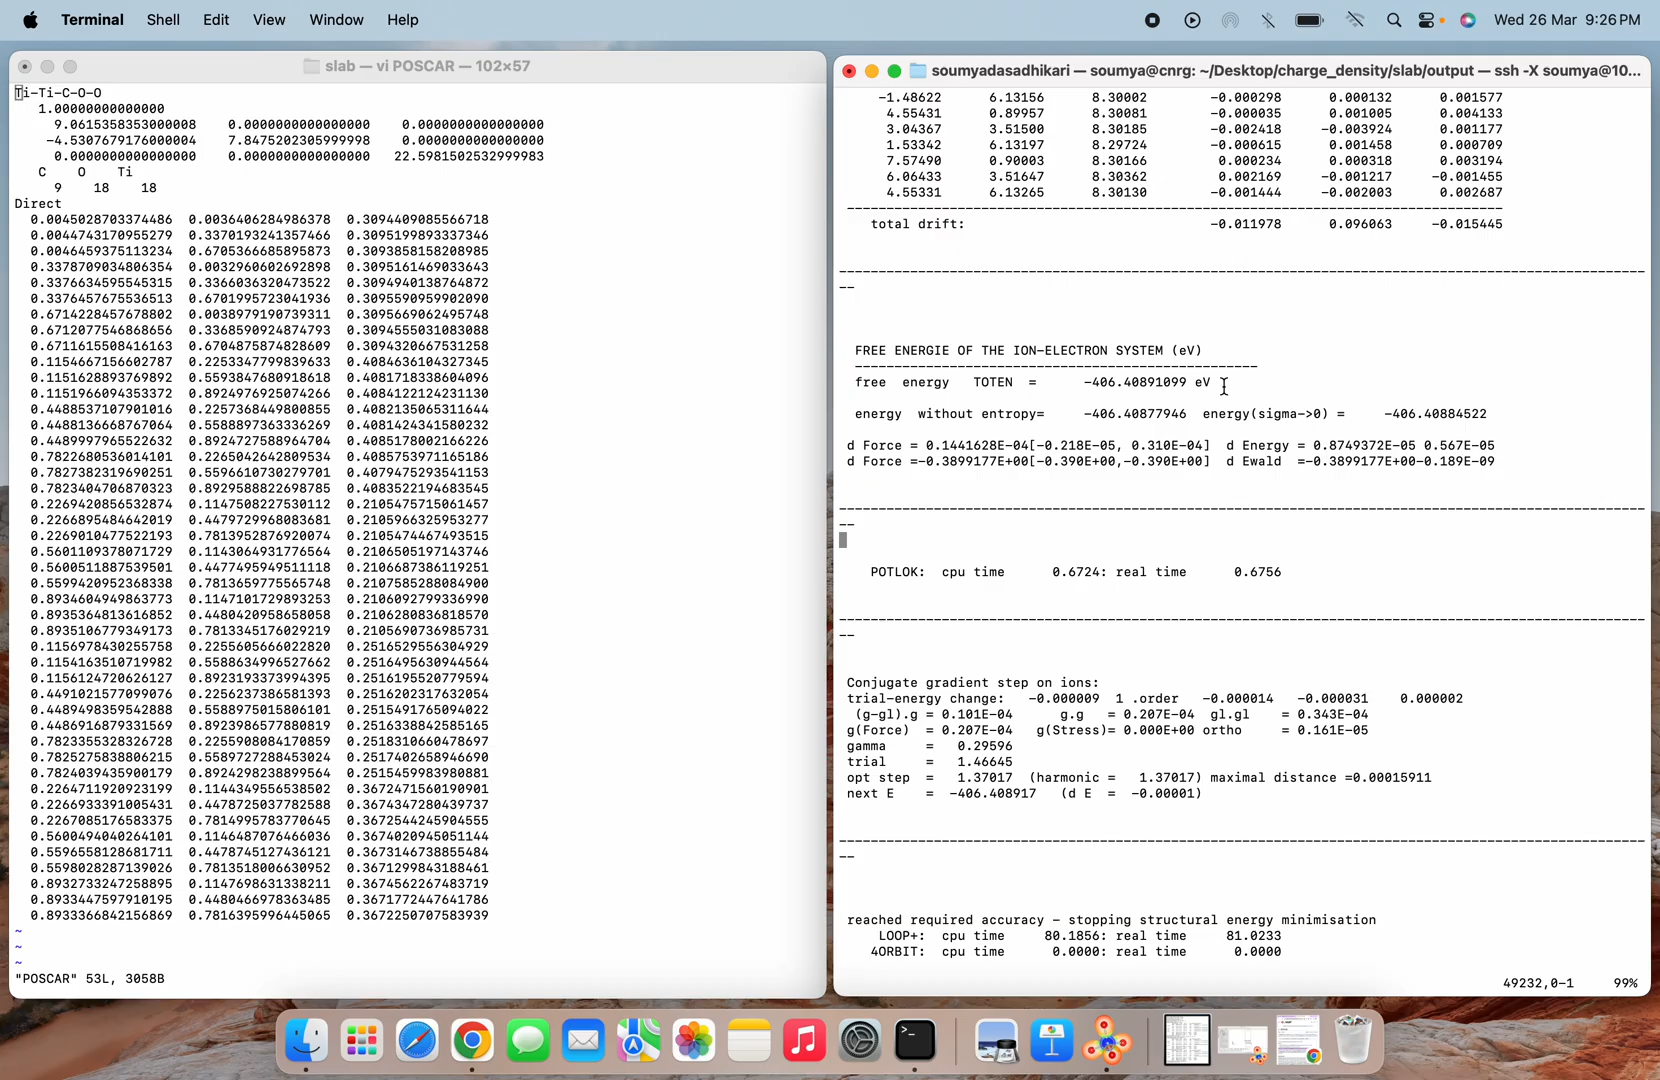 Terminal Shell Edit View Window Help Wed 26 Mar 9:26 PM
slab — vi POSCAR — 102×57
Ti-Ti-C-O-O
1.00000000000000
9.0615358353000008 0.0000000000000000 0.0000000000000000
-4.5307679176000004 7.8475202305999998 0.0000000000000000
0.0000000000000000 0.0000000000000000 22.5981502532999983
C O Ti
9 18 18
Direct
0.0045028703374486 0.0036406284986378 0.3094409085566718
0.0044743170955279 0.3370193241357466 0.3095199893337346
0.0046459375113234 0.6705366685895873 0.3093858158208985
0.3378709034806354 0.0032960602692898 0.3095161469033643
0.3376634595545315 0.3366036320473522 0.3094940138764872
0.3376457675536513 0.6701995723041936 0.3095590959902090
0.6714228457678802 0.0038979190739311 0.3095669062495748
0.6712077546868656 0.3368590924874793 0.3094555031083088
0.6711615508416163 0.6704875874828609 0.3094320667531258
0.1154667156602787 0.2253347799839633 0.4084636104327345
0.1151628893769892 0.5593847680918618 0.4081718338604096
0.1151966094353372 0.8924976925074276 0.4084122124231130
0.4488537107901016 0.2257368449800855 0.4082135065311644
0.4488136668767064 0.5588897363336269 0.4081424341580232
0.4489997965522632 0.8924727588964704 0.4085178002166226
0.7822680536014101 0.2265042642809534 0.4085753971165186
0.7827382319690251 0.5596610730279701 0.4079475293541153
0.7823404706870323 0.8929588822698785 0.4083522194683545
0.2269420856532874 0.1147508227530112 0.2105475715061457
0.2266895484642019 0.4479729968083681 0.2105966325953277
0.2269010477522193 0.7813952876920074 0.2105474467493515
0.5601109378071729 0.1143064931776564 0.2106505197143746
0.5600511887539501 0.4477495949511118 0.2106687386119251
0.5599420952368338 0.7813659775565748 0.2107585288084900
0.8934604949863773 0.1147101729893253 0.2106092799336990
0.8935364813616852 0.4480420958658058 0.2106280836818570
0.8935106779349173 0.7813345176029219 0.2105690736985731
0.1156978430255758 0.2255605666022820 0.2516529556304929
0.1154163510719982 0.5588634996527662 0.2516495630944564
0.1156124720626127 0.8923193373994395 0.2516195520779594
0.4491021577099076 0.2256237386581393 0.2516202317632054
0.4489498359542888 0.5588975015806101 0.2515491765094022
0.4486916879331569 0.8923986577880819 0.2516338842585165
0.7823355328326728 0.2255908084170859 0.2518310660478697
0.7825275838806215 0.5589727288453024 0.2517402658946690
0.7824039435900179 0.8924298238899564 0.2515459983980881
0.2264711920923199 0.1144349556538502 0.3672471560190901
0.2266933391005431 0.4478725037782588 0.3674347280439737
0.2267085176583375 0.7814995783770645 0.3672544245904555
0.5600494040264101 0.1146487076466036 0.3674020945051144
0.5596558128681711 0.4478745127436121 0.3673146738855484
0.5598028287139026 0.7813518006630952 0.3671299843188461
0.8932733247258895 0.1147698631338211 0.3674562267483719
0.8933447597910195 0.4480466978363485 0.3671772447641786
0.8933366842156869 0.7816395996445065 0.3672250707583939
~
~
~
"POSCAR" 53L, 3058B
soumyadasadhikari — soumya@cnrg: ~/Desktop/charge_density/slab/output — ssh -X soumya@10...
-1.48622 6.13156 8.30002 -0.000298 0.000132 0.001577
4.55431 0.89957 8.30081 -0.000035 0.001005 0.004133
3.04367 3.51500 8.30185 -0.002418 -0.003924 0.001177
1.53342 6.13197 8.29724 -0.000615 0.001458 0.000709
7.57490 0.90003 8.30166 0.000234 0.000318 0.003194
6.06433 3.51647 8.30362 0.002169 -0.001217 -0.001455
4.55331 6.13265 8.30130 -0.001444 -0.002003 0.002687
-----------------------------------------------------------------------------------
total drift: -0.011978 0.096063 -0.015445
------------------------------------------------------------------------------------------------------
--
FREE ENERGIE OF THE ION-ELECTRON SYSTEM (eV)
---------------------------------------------------
free energy TOTEN = -406.40891099 eV
energy without entropy= -406.40877946 energy(sigma->0) = -406.40884522
d Force = 0.1441628E-04[-0.218E-05, 0.310E-04] d Energy = 0.8749372E-05 0.567E-05
d Force =-0.3899177E+00[-0.390E+00,-0.390E+00] d Ewald =-0.3899177E+00-0.189E-09
------------------------------------------------------------------------------------------------------
--
POTLOK: cpu time 0.6724: real time 0.6756
------------------------------------------------------------------------------------------------------
--
Conjugate gradient step on ions:
trial-energy change: -0.000009 1 .order -0.000014 -0.000031 0.000002
(g-gl).g = 0.101E-04 g.g = 0.207E-04 gl.gl = 0.343E-04
g(Force) = 0.207E-04 g(Stress)= 0.000E+00 ortho = 0.161E-05
gamma = 0.29596
trial = 1.46645
opt step = 1.37017 (harmonic = 1.37017) maximal distance =0.00015911
next E = -406.408917 (d E = -0.00001)
------------------------------------------------------------------------------------------------------
--
reached required accuracy - stopping structural energy minimisation
LOOP+: cpu time 80.1856: real time 81.0233
4ORBIT: cpu time 0.0000: real time 0.0000
49232,0-1 99%